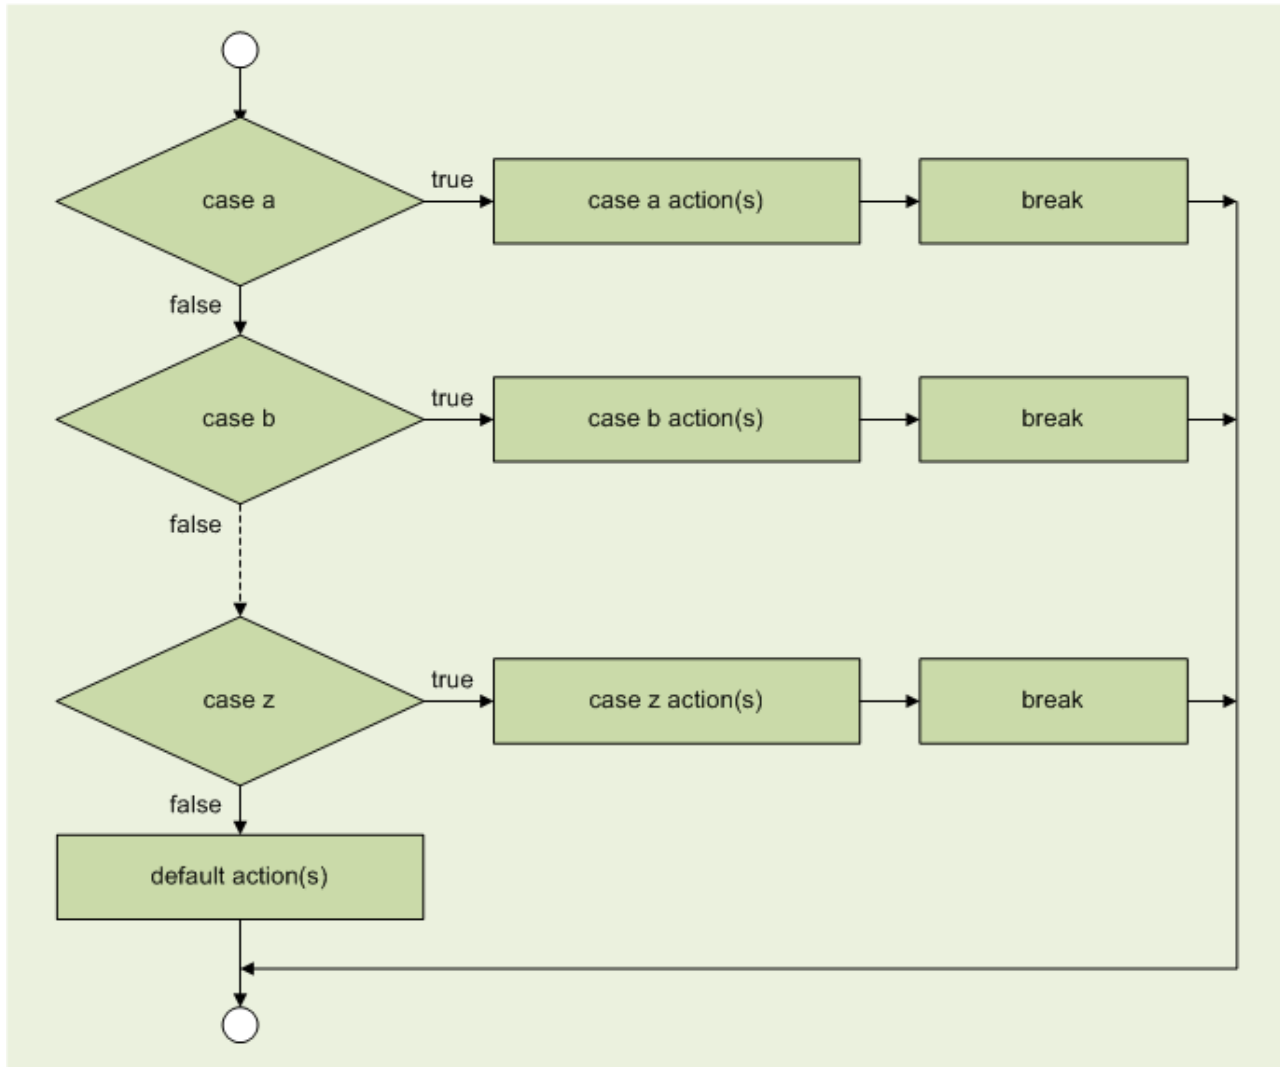 case a
true
case a action(s)
break
false
case b
true
case b action(s)
break
false
case z
true
case z action(s)
break
false
default action(s)